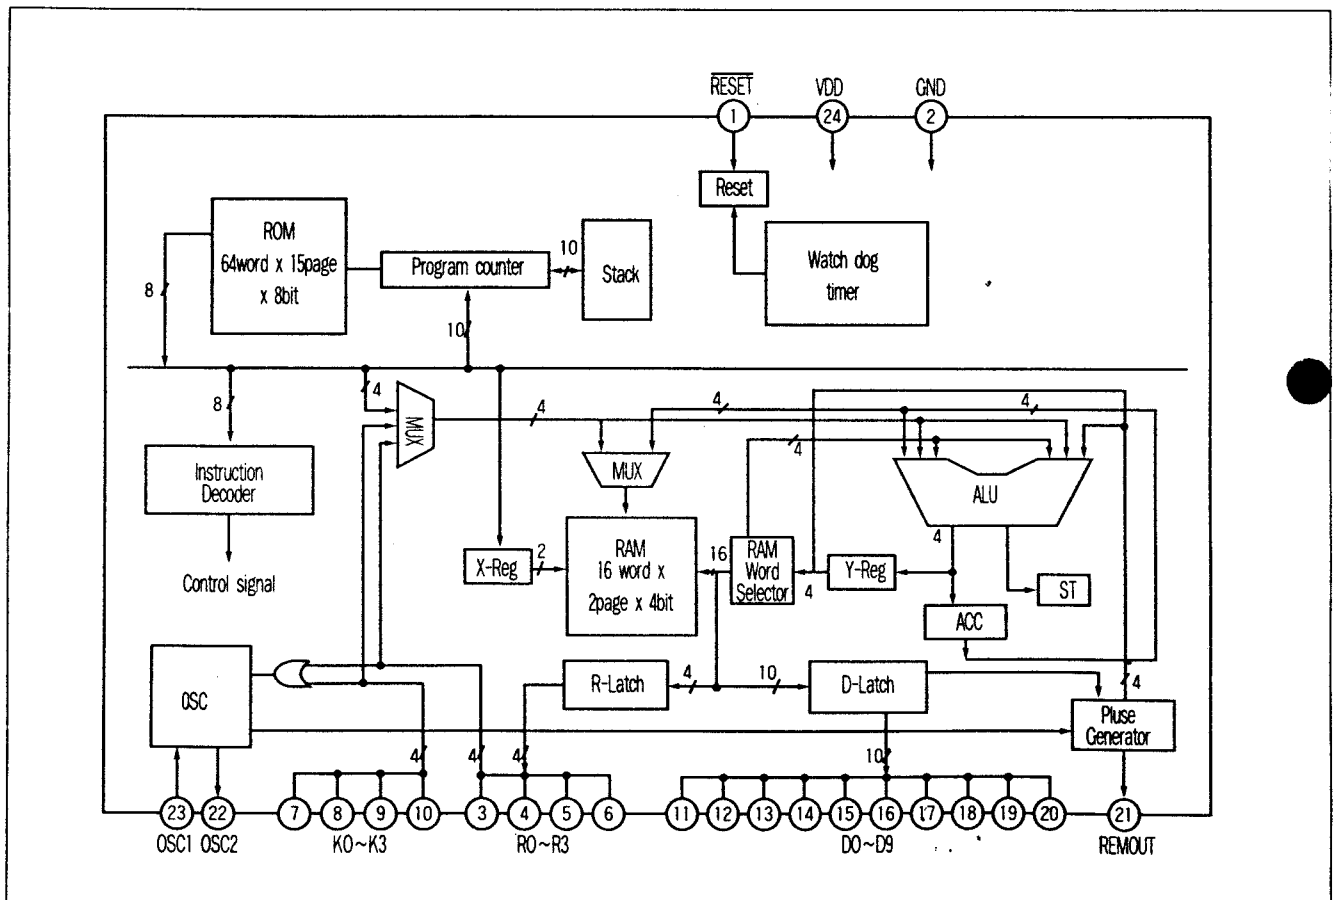 RESET VDD GND
1 24 2
Reset
ROM
64word x 15page
x 8bit
Program counter
10
Stack
Watch dog
timer
8
10
8
4
MUX
4
4
4
4
MUX
ALU
Instruction
Decoder
Control signal
X-Reg
2
RAM
16 word x
2page x 4bit
16
RAM
Word
Selector
4
Y-Reg
4
ST
ACC
OSC
R-Latch
4
10
D-Latch
4
Pluse
Generator
4
4
4
10
23 22 7 8 9 10 3 4 5 6 11 12 13 14 15 16 17 18 19 20 21
OSC1 OSC2 K0~K3 R0~R3 D0~D9 REMOUT